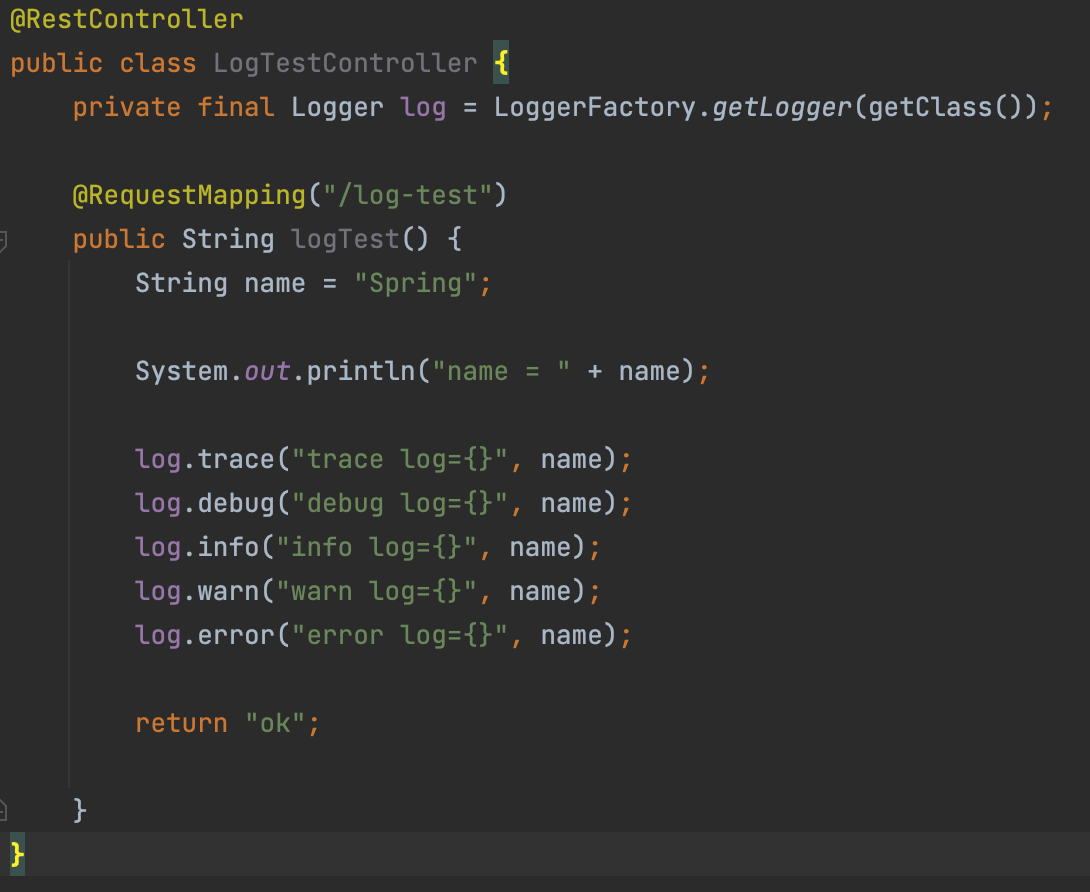 @RestController
public class LogTestController {
    private final Logger log = LoggerFactory.getLogger(getClass());
    @RequestMapping("/log-test")
    public String logTest() {
        String name = "Spring";
        System.out.println("name = " + name);
        log.trace("trace log={}", name);
        log.debug("debug log={}", name);
        log.info("info log={}", name);
        log.warn("warn log={}", name);
        log.error("error log={}", name);
        return "ok";
    }
}